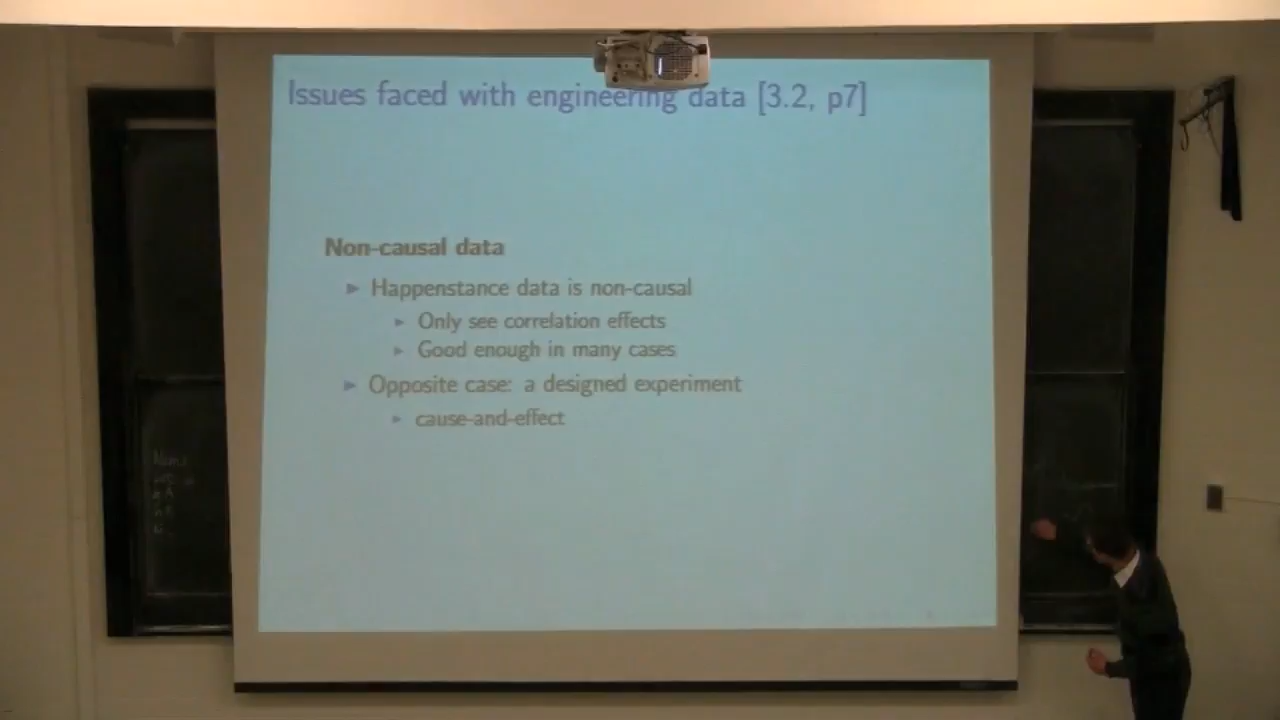 Issues faced with engineering data [3.2, p7]
Non-causal data
Happenstance data is non-causal
Only see correlation effects
Good enough in many cases
Opposite case: a designed experiment
cause-and-effect